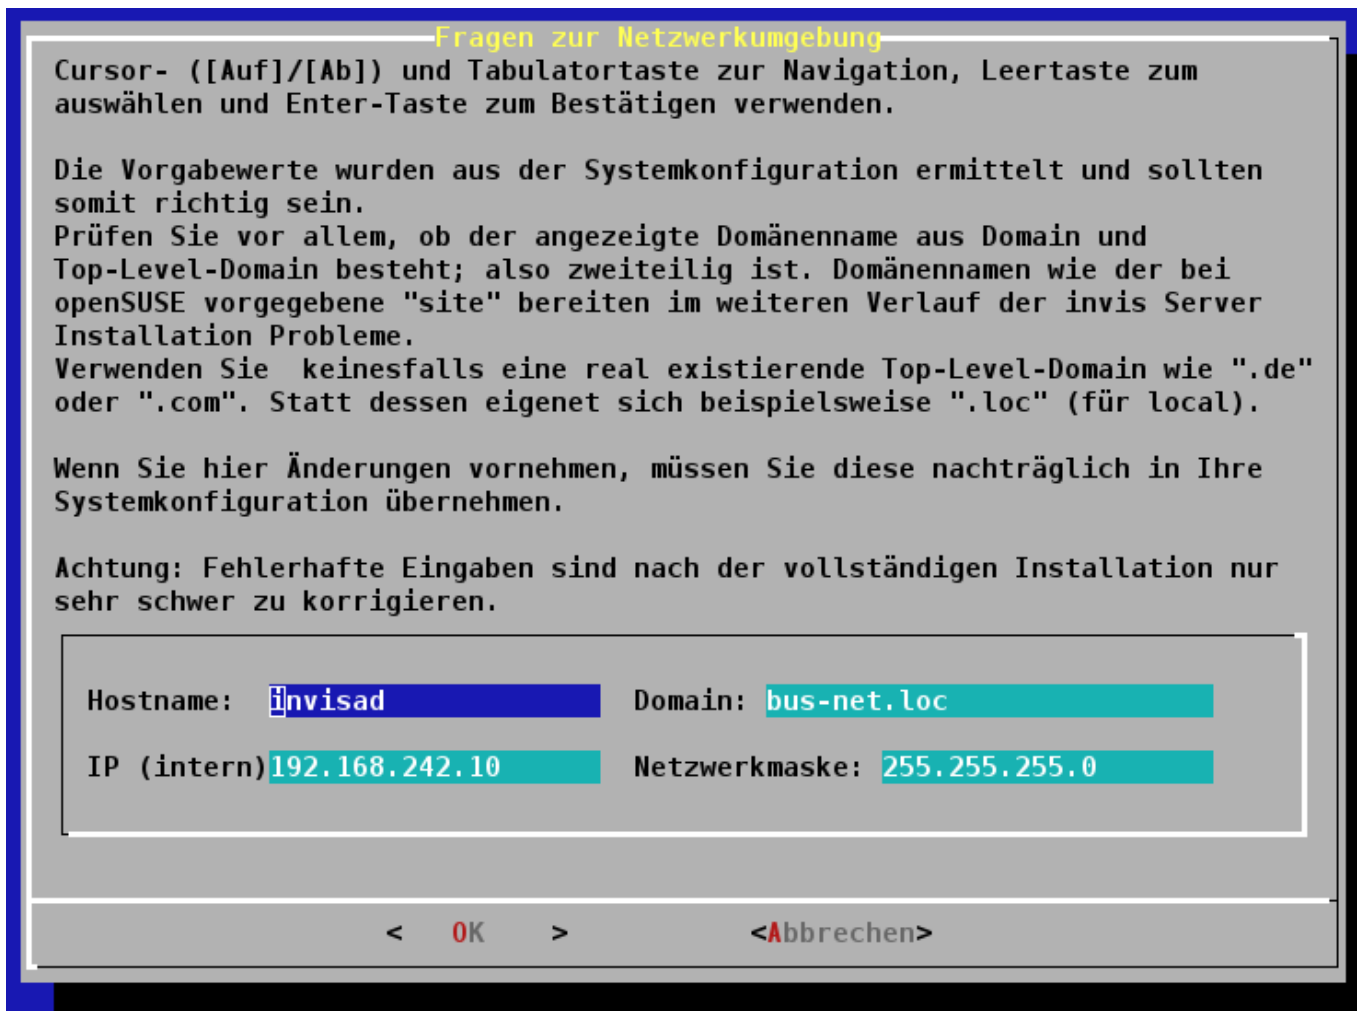 Fragen zur Netzwerkumgebung
Cursor- ([Auf]/[Ab]) und Tabulatortaste zur Navigation, Leertaste zum
auswählen und Enter-Taste zum Bestätigen verwenden.
Die Vorgabewerte wurden aus der Systemkonfiguration ermittelt und sollten
somit richtig sein.
Prüfen Sie vor allem, ob der angezeigte Domänenname aus Domain und
Top-Level-Domain besteht; also zweiteilig ist. Domänennamen wie der bei
openSUSE vorgegebene "site" bereiten im weiteren Verlauf der invis Server
Installation Probleme.
Verwenden Sie  keinesfalls eine real existierende Top-Level-Domain wie ".de"
oder ".com". Statt dessen eigenet sich beispielsweise ".loc" (für local).
Wenn Sie hier Änderungen vornehmen, müssen Sie diese nachträglich in Ihre
Systemkonfiguration übernehmen.
Achtung: Fehlerhafte Eingaben sind nach der vollständigen Installation nur
sehr schwer zu korrigieren.
Hostname: invisad Domain: bus-net.loc
IP (intern) 192.168.242.10 Netzwerkmaske: 255.255.255.0
< OK > <Abbrechen>